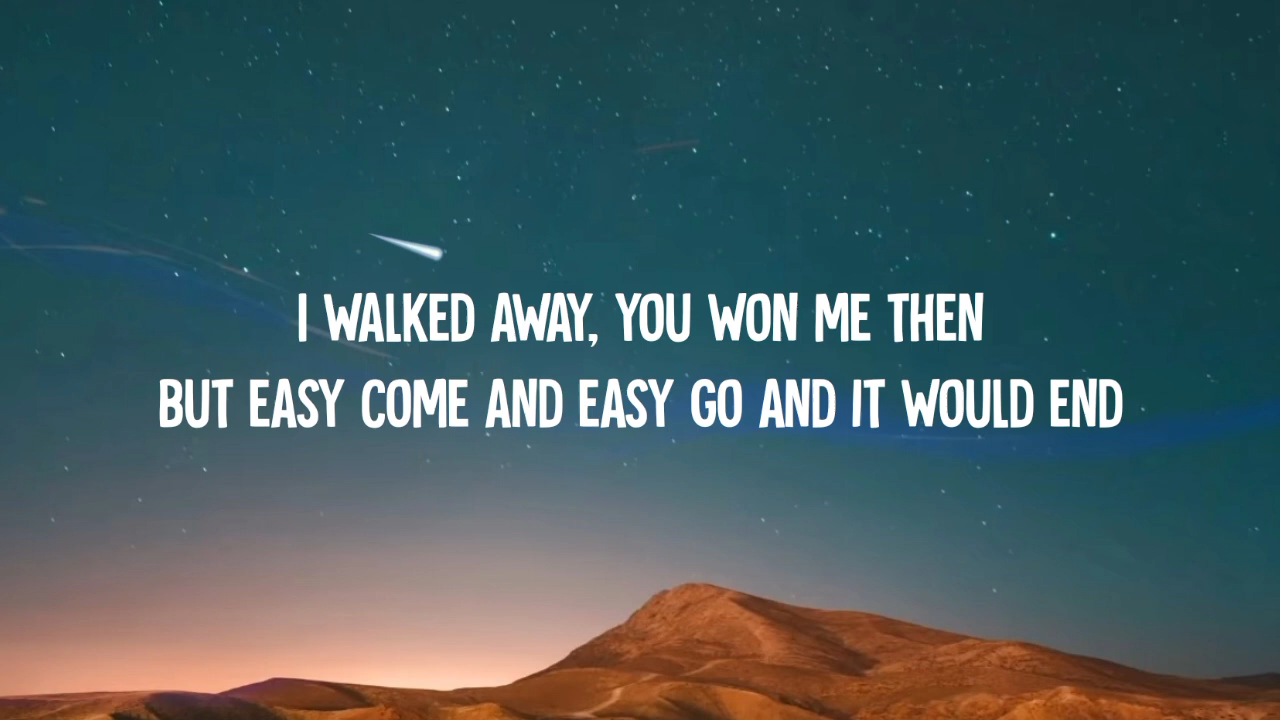 I WALKED AWAY, YOU WON ME THEN
BUT EASY COME AND EASY GO AND IT WOULD END